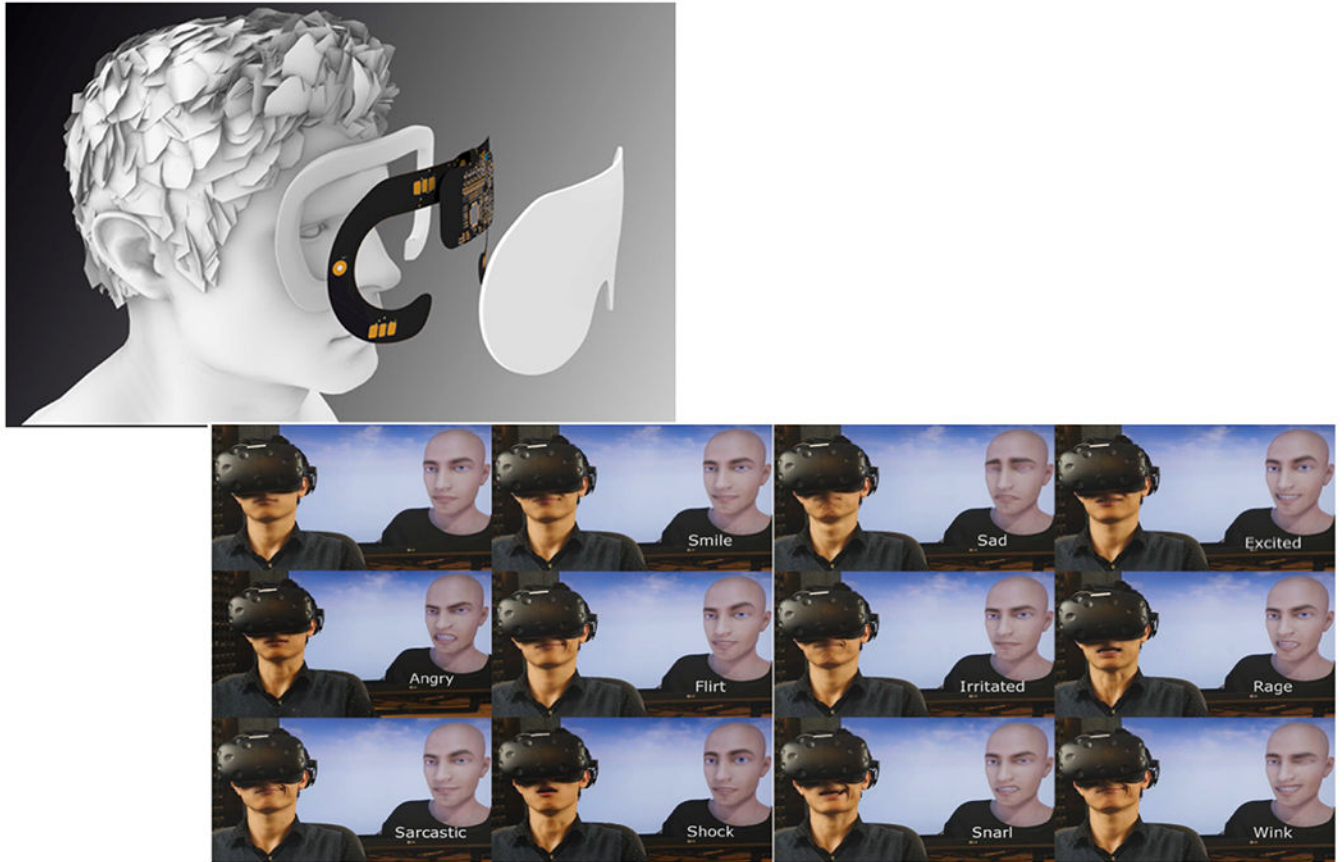 Smile
Sad
Excited
Angry
Flirt
Irritated
Rage
Sarcastic
Shock
Snarl
Wink